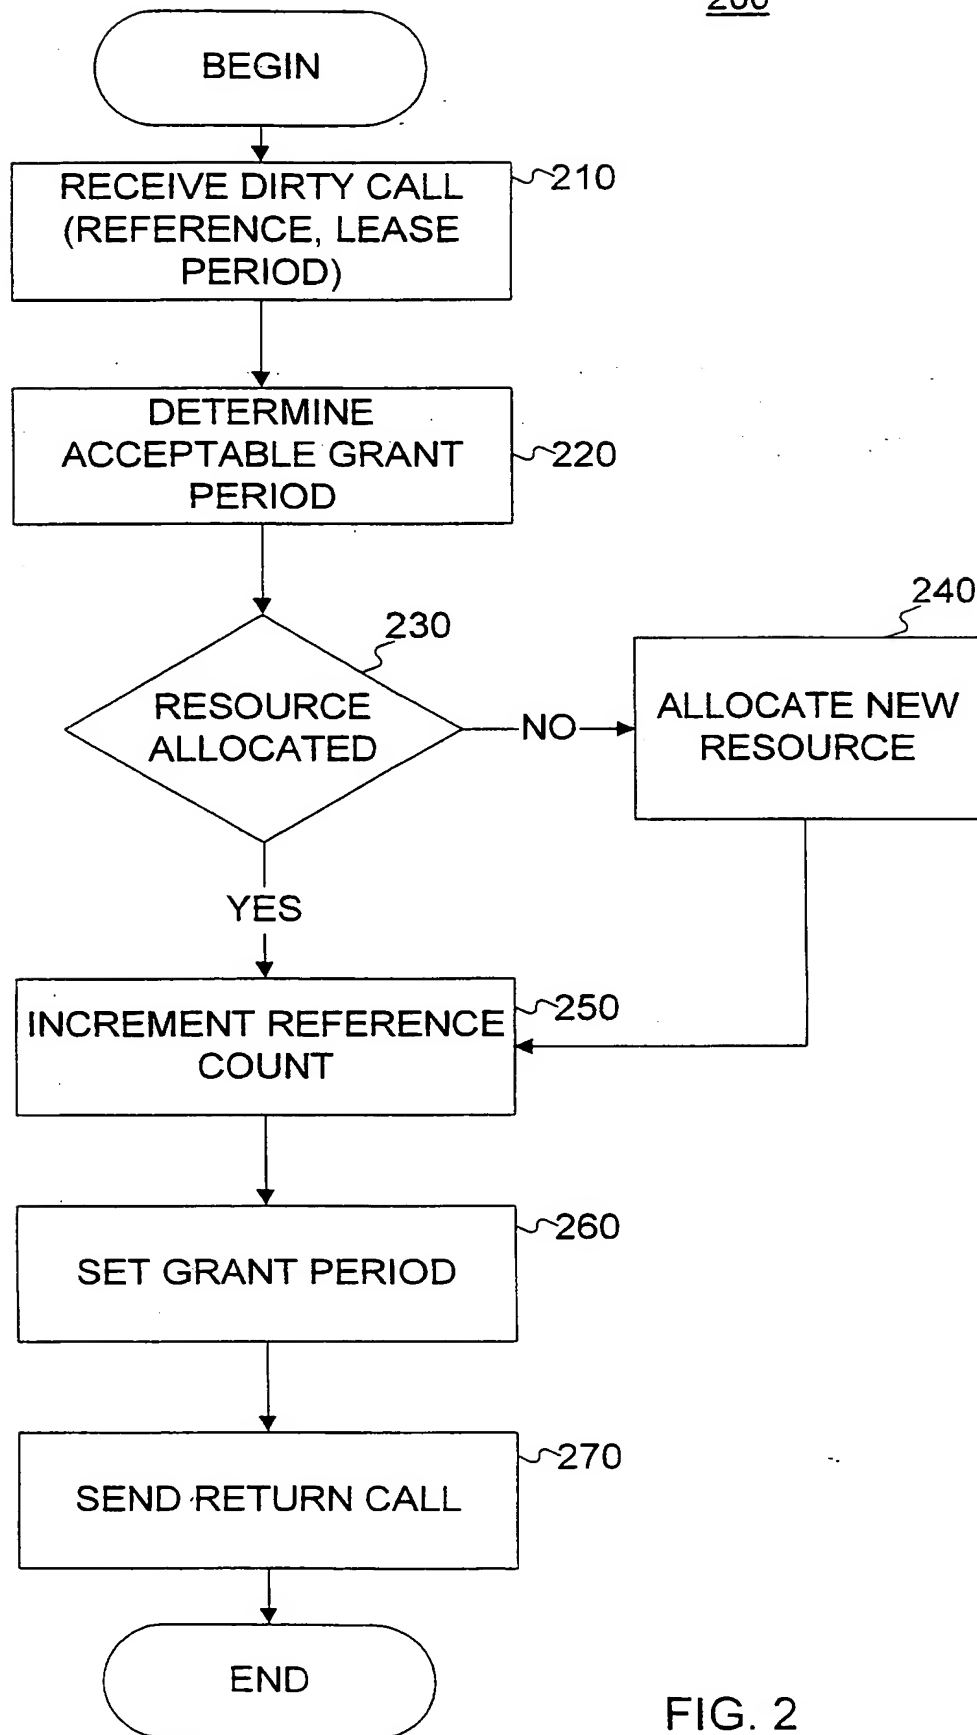 200
BEGIN
RECEIVE DIRTY CALL
(REFERENCE, LEASE
PERIOD)
210
DETERMINE
ACCEPTABLE GRANT
PERIOD
220
230
RESOURCE
ALLOCATED
NO
240
ALLOCATE NEW
RESOURCE
YES
INCREMENT REFERENCE
COUNT
250
SET GRANT PERIOD
260
SEND RETURN CALL
270
END
FIG. 2